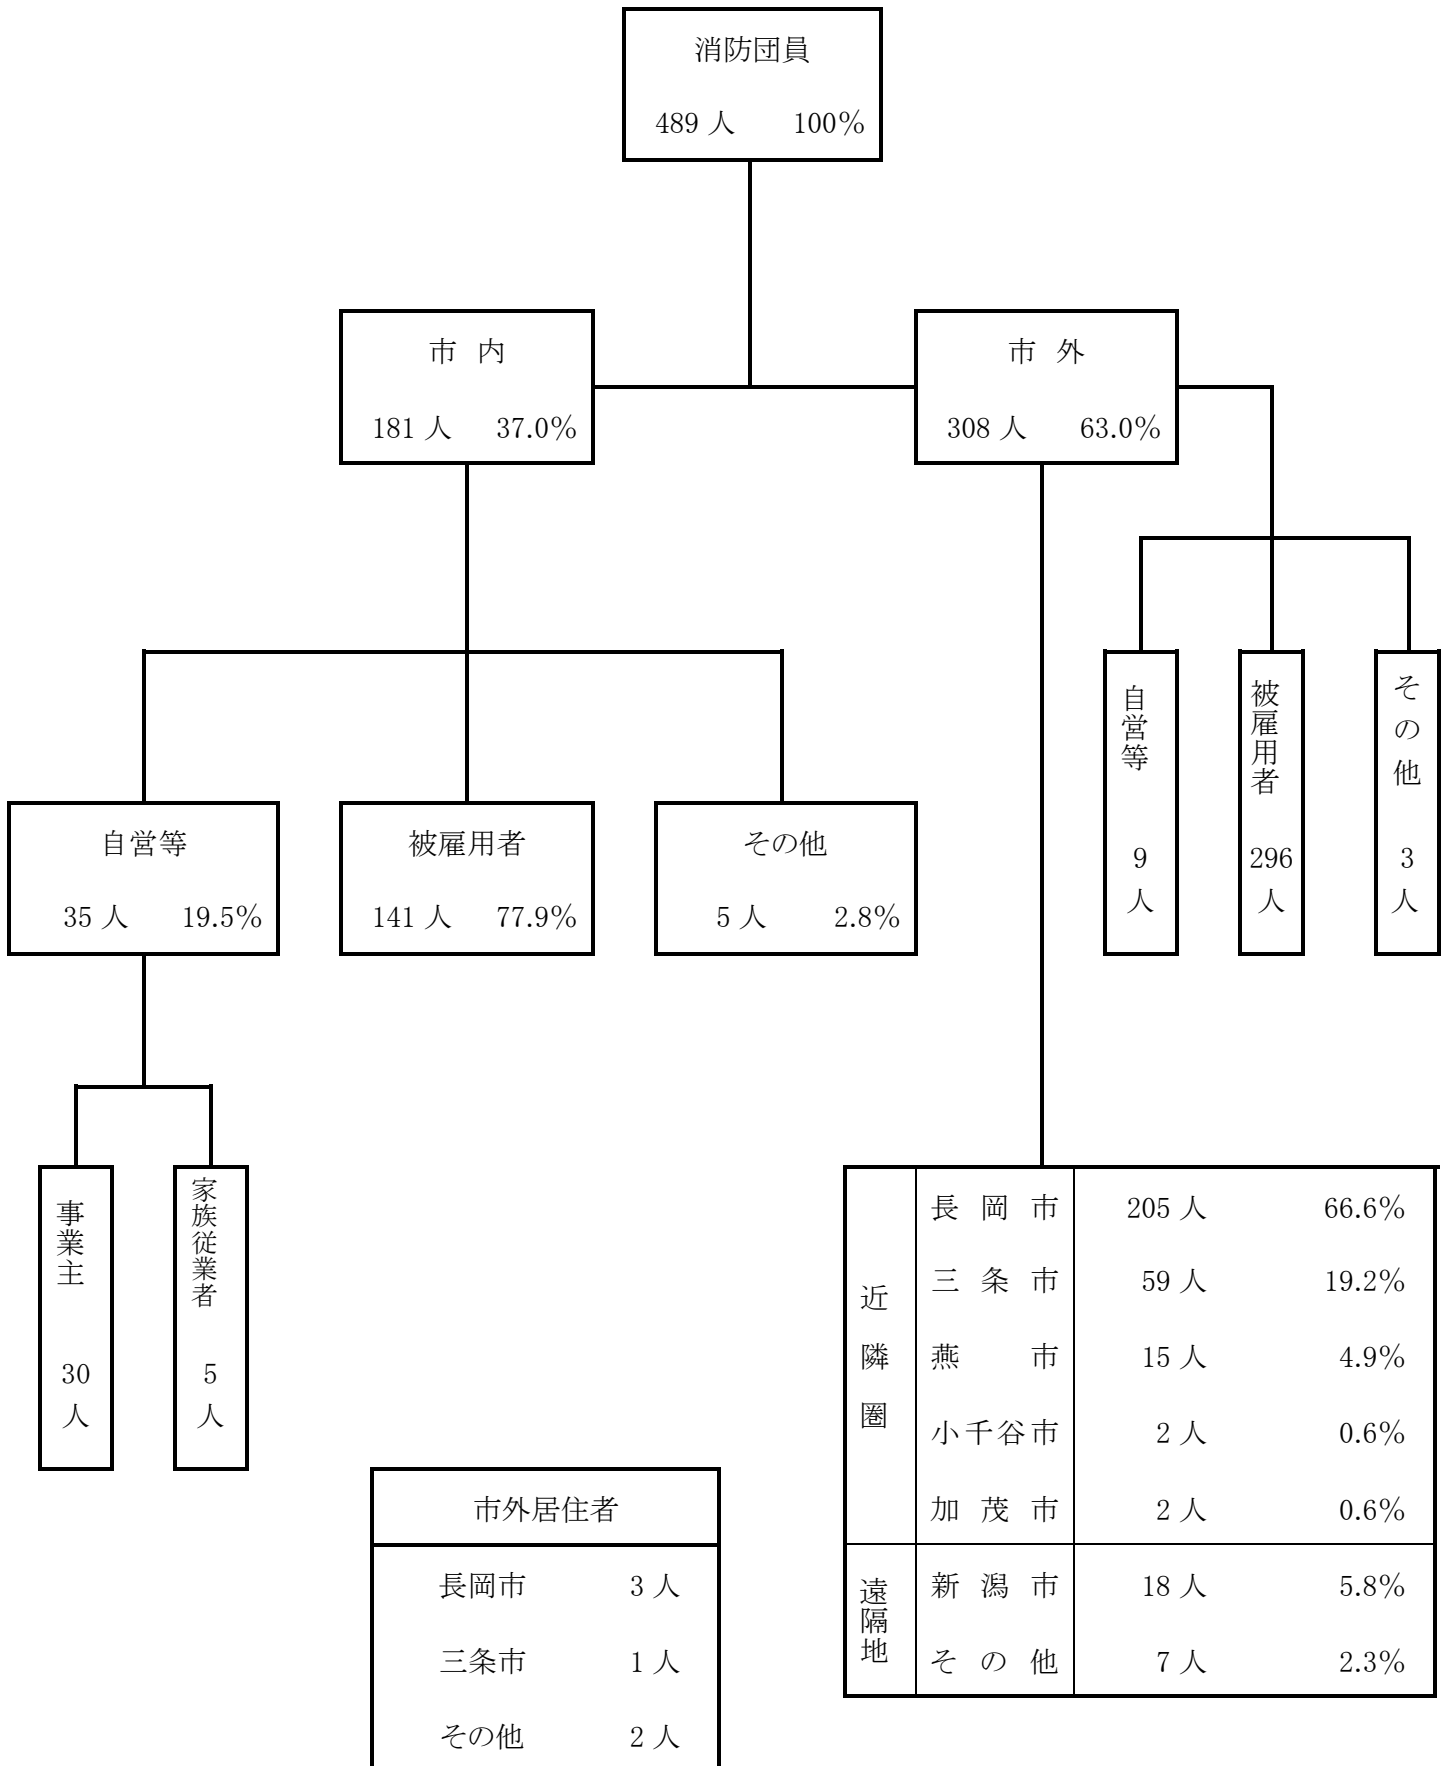 消防団員
489 人 100%
市 内
181 人 37.0%
市 外
308 人 63.0%
自営等
35 人 19.5%
被雇用者
141 人 77.9%
その他
5 人 2.8%
自営等
9
人
被雇用者
296
人
その他
3
人
事業主
30
人
家族従業者
5
人
近隣圏
長 岡 市 205 人 66.6%
三 条 市 59 人 19.2%
燕 市 15 人 4.9%
小千谷市 2 人 0.6%
加 茂 市 2 人 0.6%
遠隔地
新 潟 市 18 人 5.8%
そ の 他 7 人 2.3%
市外居住者
長岡市 3 人
三条市 1 人
その他 2 人